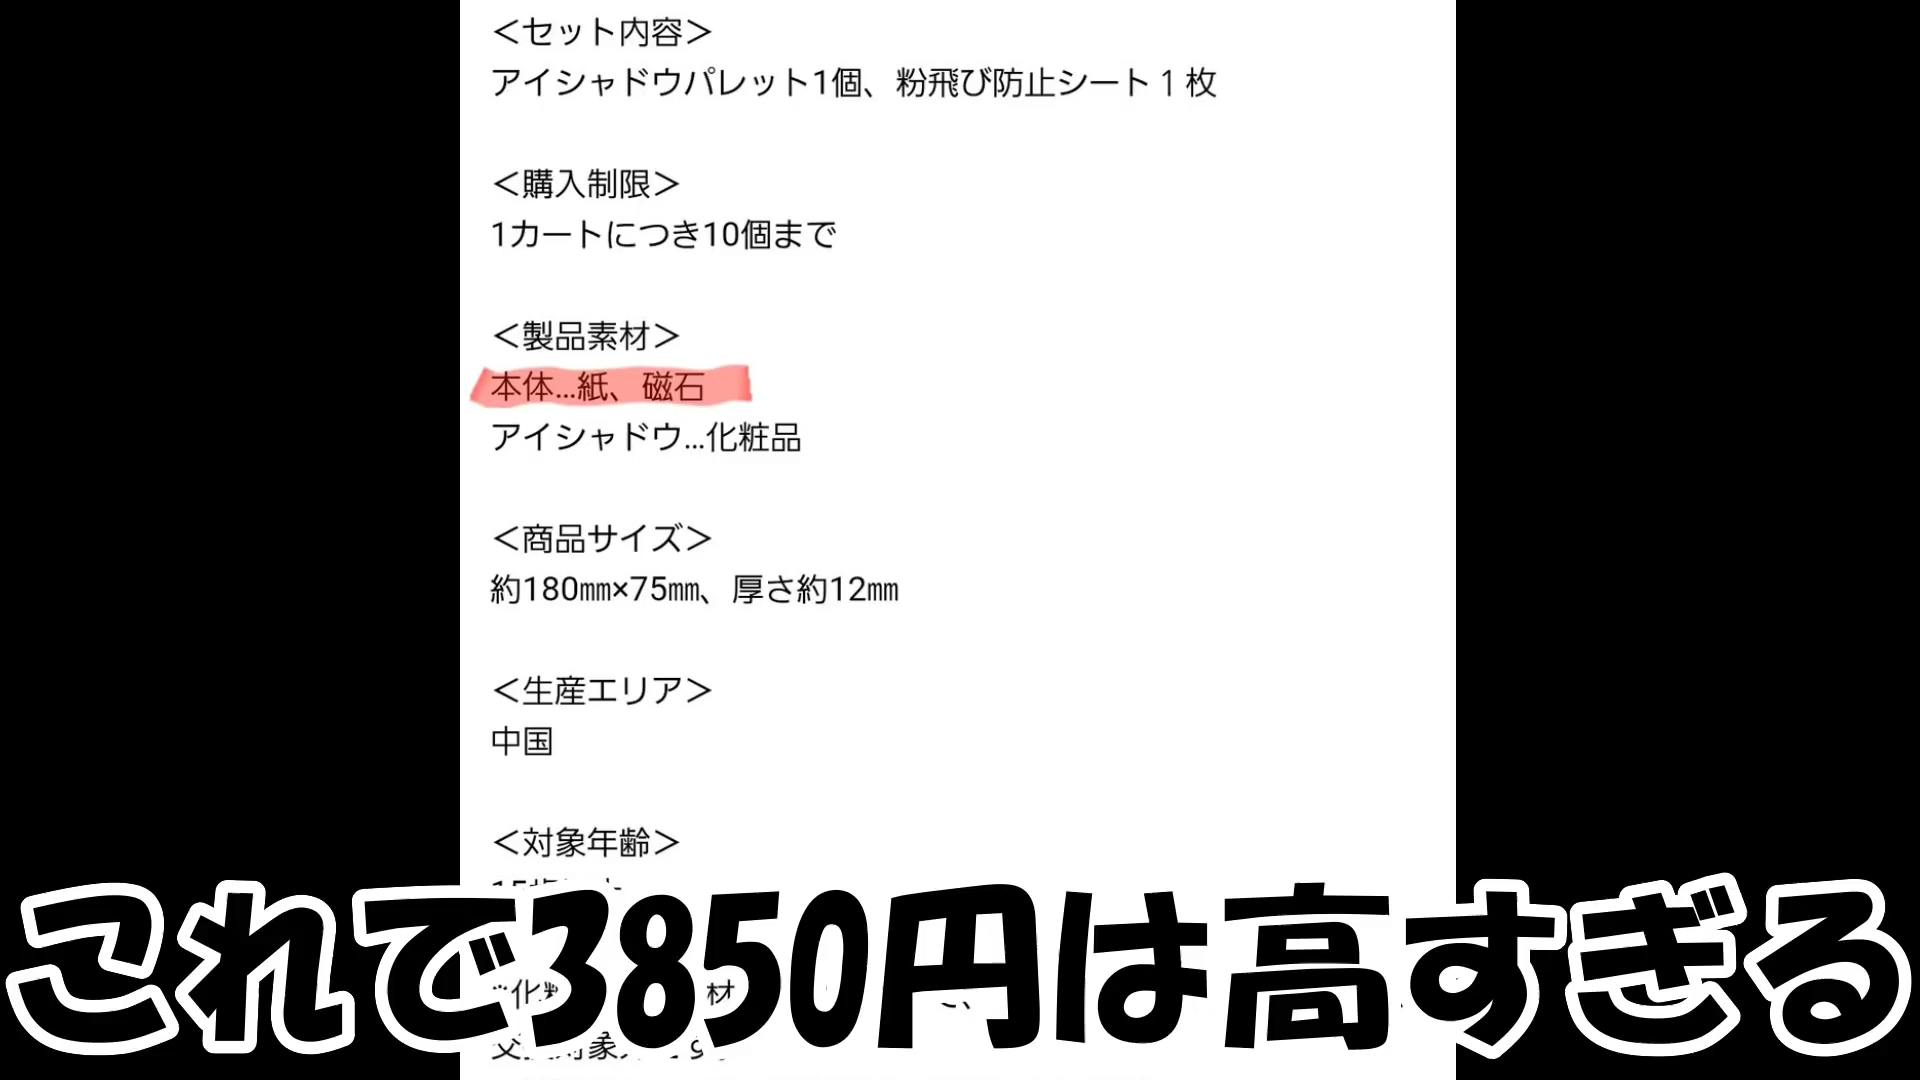 ＜セット内容＞
アイシャドウパレット1個、粉飛び防止シート１枚
＜購入制限＞
1カートにつき10個まで
＜製品素材＞
本体…紙、磁石
アイシャドウ…化粧品
＜商品サイズ＞
約180㎜×75㎜、厚さ約12㎜
＜生産エリア＞
中国
＜対象年齢＞
これで3850円は高すぎる